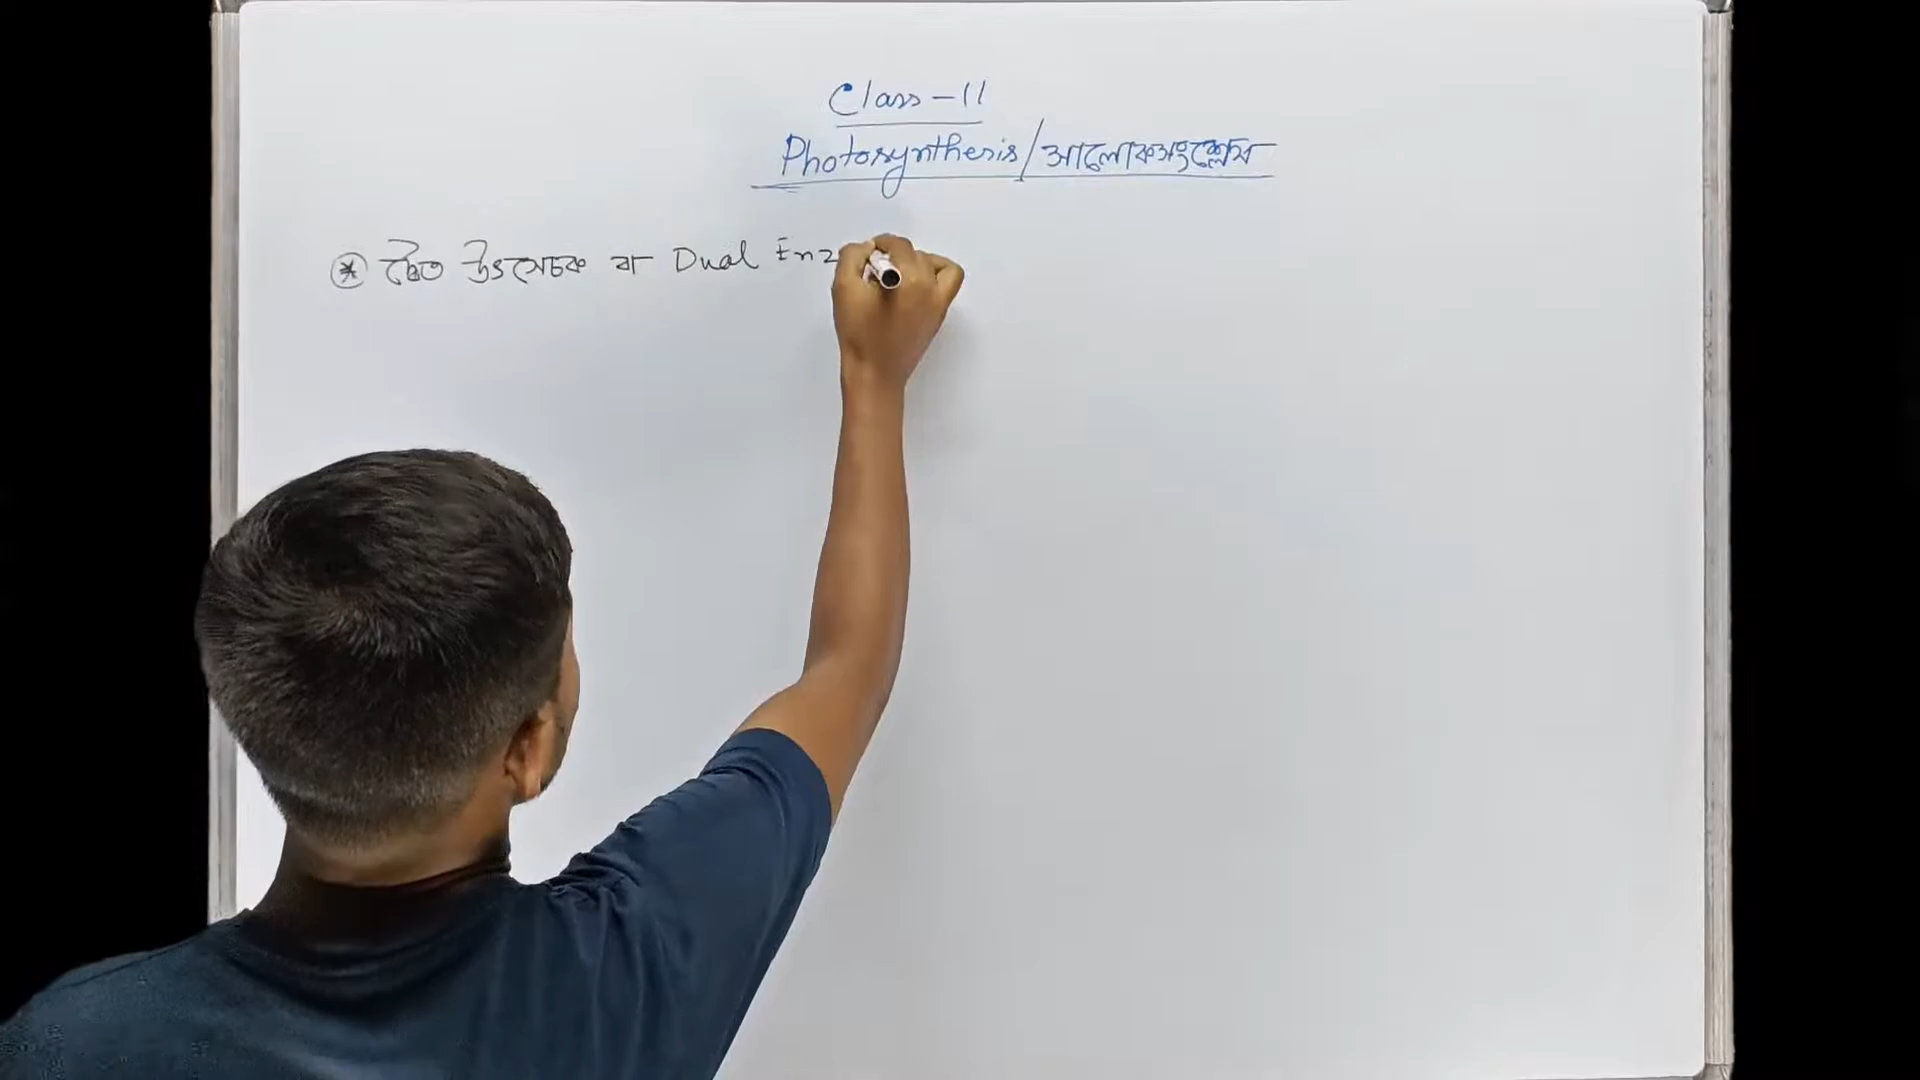 Class - 11
Photosynthesis/আলোকসংশ্লেষ
* দ্বৈত উৎসেচক বা Dual Enz